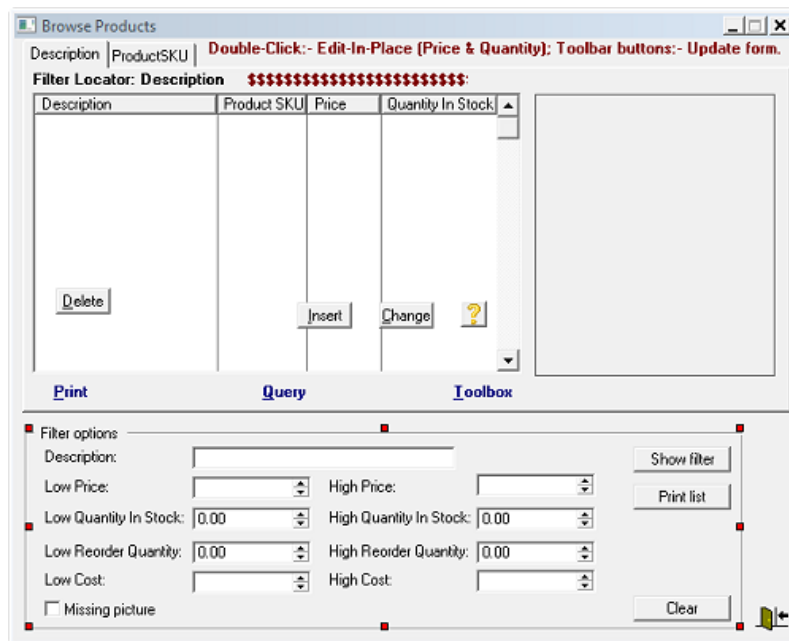 Browse Products
Description ProductSKU Double-Click:- Edit-In-Place (Price & Quantity); Toolbar buttons:- Update form.
Filter Locator: Description $$$$$$$$$$$$$$$$$$$$$$$$$:
Description Product SKU Price Quantity In Stock
Delete
Insert Change ?
Print Query Toolbox
Filter options
Description: Show filter
Low Price: High Price: Print list
Low Quantity In Stock: 0.00 High Quantity In Stock: 0.00
Low Reorder Quantity: 0.00 High Reorder Quantity: 0.00
Low Cost: High Cost:
Missing picture Clear